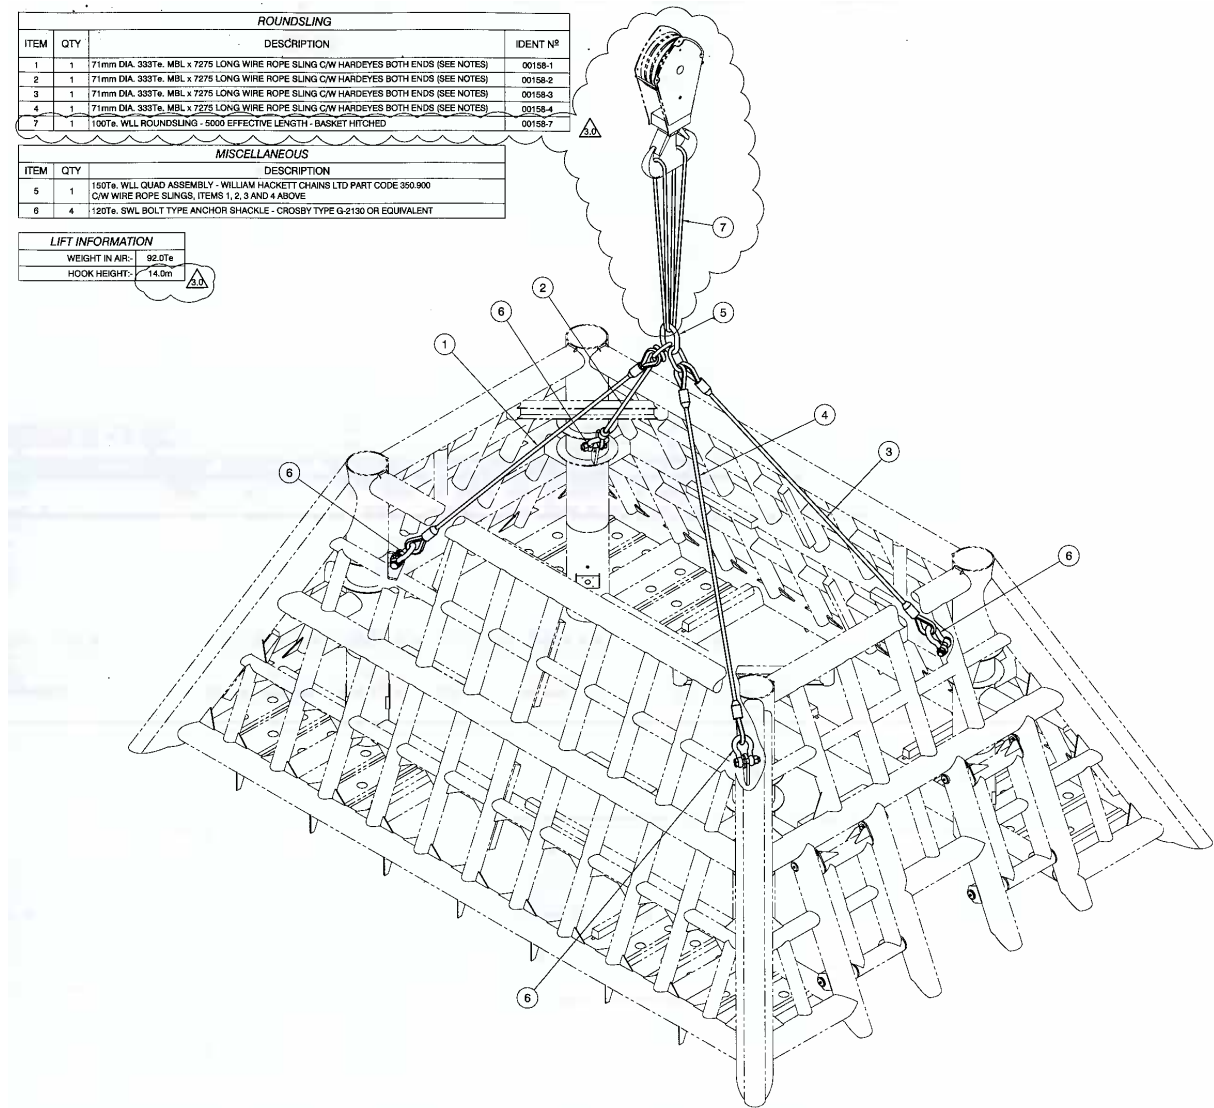 ROUNDSLING
ITEM QTY DESCRIPTION IDENT Nº
1 1 71mm DIA. 333Te. MBL x 7275 LONG WIRE ROPE SLING C/W HARDEYES BOTH ENDS (SEE NOTES) 00158-1
2 1 71mm DIA. 333Te. MBL x 7275 LONG WIRE ROPE SLING C/W HARDEYES BOTH ENDS (SEE NOTES) 00158-2
3 1 71mm DIA. 333Te. MBL x 7275 LONG WIRE ROPE SLING C/W HARDEYES BOTH ENDS (SEE NOTES) 00158-3
4 1 71mm DIA. 333Te. MBL x 7275 LONG WIRE ROPE SLING C/W HARDEYES BOTH ENDS (SEE NOTES) 00158-4
7 1 100Te. WLL ROUNDSLING - 5000 EFFECTIVE LENGTH - BASKET HITCHED 00158-7
3.0
MISCELLANEOUS
ITEM QTY DESCRIPTION
5 1 150Te. WLL QUAD ASSEMBLY - WILLIAM HACKETT CHAINS LTD PART CODE 350.900
C/W WIRE ROPE SLINGS, ITEMS 1, 2, 3 AND 4 ABOVE
6 4 120Te. SWL BOLT TYPE ANCHOR SHACKLE - CROSBY TYPE G-2130 OR EQUIVALENT
LIFT INFORMATION
WEIGHT IN AIR:- 92.0Te
HOOK HEIGHT:- 14.0m
3.0
7
2
6
5
1
4
3
6
6
6